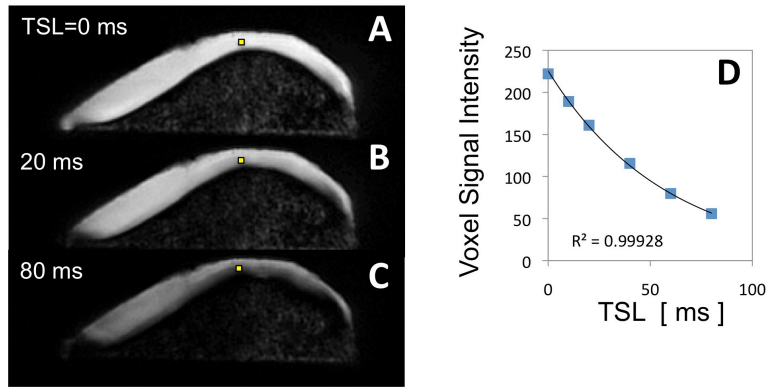 TSL=0 ms
A
20 ms
B
80 ms
C
Voxel Signal Intensity
250
200
150
100
50
0
D
R² = 0.99928
0
50
100
TSL [ ms ]